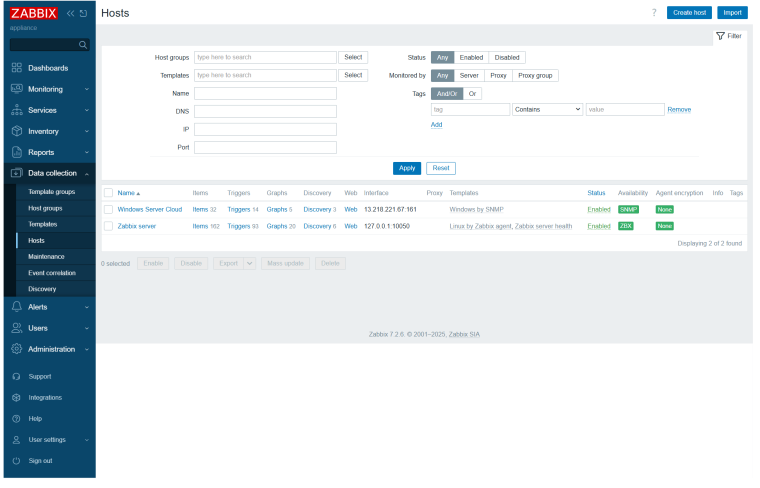 ZABBIX
appliance
Dashboards
Monitoring
Services
Inventory
Reports
Data collection
Template groups
Host groups
Templates
Hosts
Maintenance
Event correlation
Discovery
Alerts
Users
Administration
Support
Integrations
Help
User settings
Sign out
Hosts
? Create host Import
Filter
Host groups type here to search Select Status Any Enabled Disabled
Templates type here to search Select Monitored by Any Server Proxy Proxy group
Name Tags And/Or Or
DNS tag Contains value Remove
IP Add
Port
Apply Reset
Name Items Triggers Graphs Discovery Web Interface Proxy Templates Status Availability Agent encryption Info Tags
Windows Server Cloud Items 32 Triggers 14 Graphs 5 Discovery 3 Web 13.218.221.67:161 Windows by SNMP Enabled SNMP None
Zabbix server Items 162 Triggers 93 Graphs 20 Discovery 6 Web 127.0.0.1:10050 Linux by Zabbix agent, Zabbix server health Enabled ZBX None
Displaying 2 of 2 found
0 selected Enable Disable Export Mass update Delete
Zabbix 7.2.6. © 2001–2025, Zabbix SIA